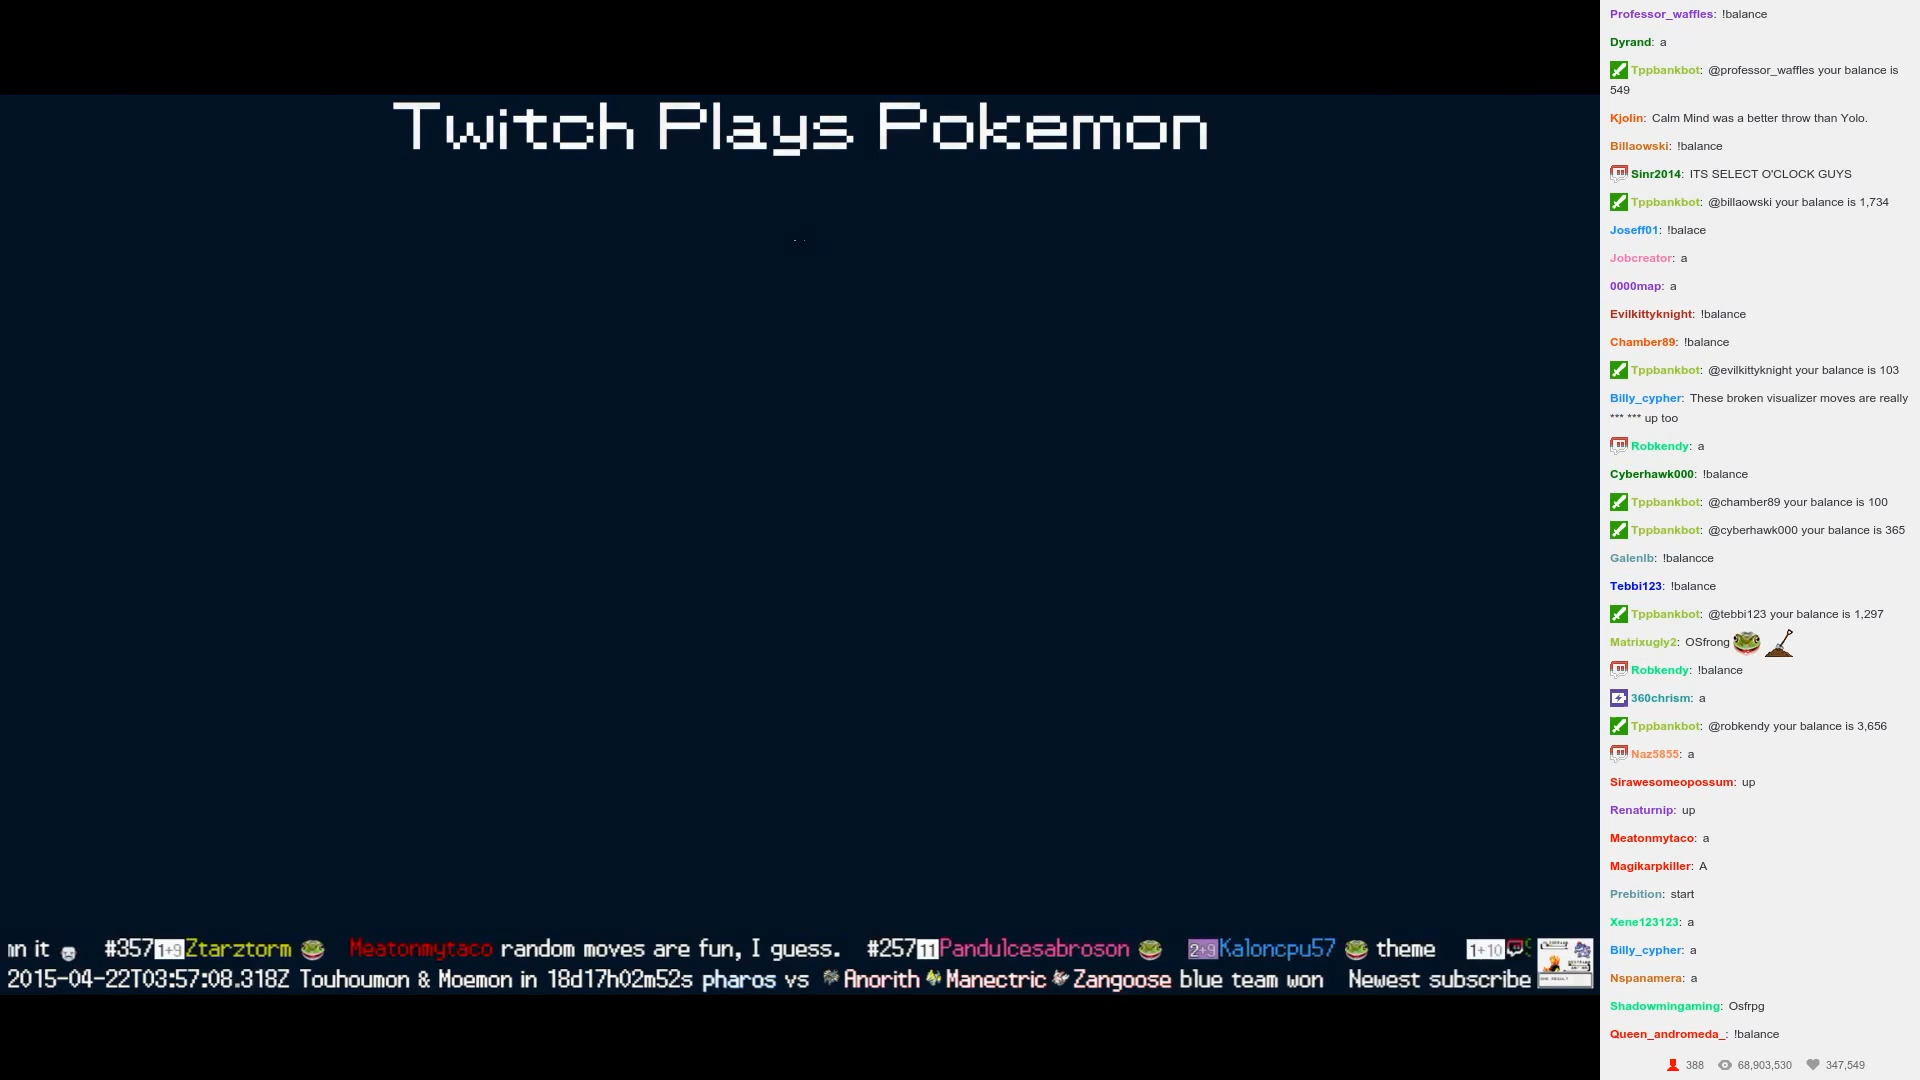 Twitch Plays Pokemon
#357 1+9 Ztarztorm Meatonmytaco random moves are fun, I guess. #257 11 Pandulcesabroson 2+9 Kaloncpu57 theme 1+10
2015-04-22T03:57:08.318Z Touhoumon & Moemon in 18d17h02m52s pharos vs Anorith Manectric Zangoose blue team won Newest subscribe
Professor_waffles: !balance
Dyrand: a
Tppbankbot: @professor_waffles your balance is
549
Kjolin: Calm Mind was a better throw than Yolo.
Billaowski: !balance
Sinr2014: ITS SELECT O'CLOCK GUYS
Tppbankbot: @billaowski your balance is 1,734
Joseff01: !balace
Jobcreator: a
0000map: a
Evilkittyknight: !balance
Chamber89: !balance
Tppbankbot: @evilkittyknight your balance is 103
Billy_cypher: These broken visualizer moves are really
*** *** up too
Robkendy: a
Cyberhawk000: !balance
Tppbankbot: @chamber89 your balance is 100
Tppbankbot: @cyberhawk000 your balance is 365
Galenlb: !balancce
Tebbi123: !balance
Tppbankbot: @tebbi123 your balance is 1,297
Matrixugly2: OSfrong
Robkendy: !balance
360chrism: a
Tppbankbot: @robkendy your balance is 3,656
Naz5855: a
Sirawesomeopossum: up
Renaturnip: up
Meatonmytaco: a
Magikarpkiller: A
Prebition: start
Xene123123: a
Billy_cypher: a
Nspanamera: a
Shadowmingaming: Osfrpg
Queen_andromeda_: !balance
388 68,903,530 347,549